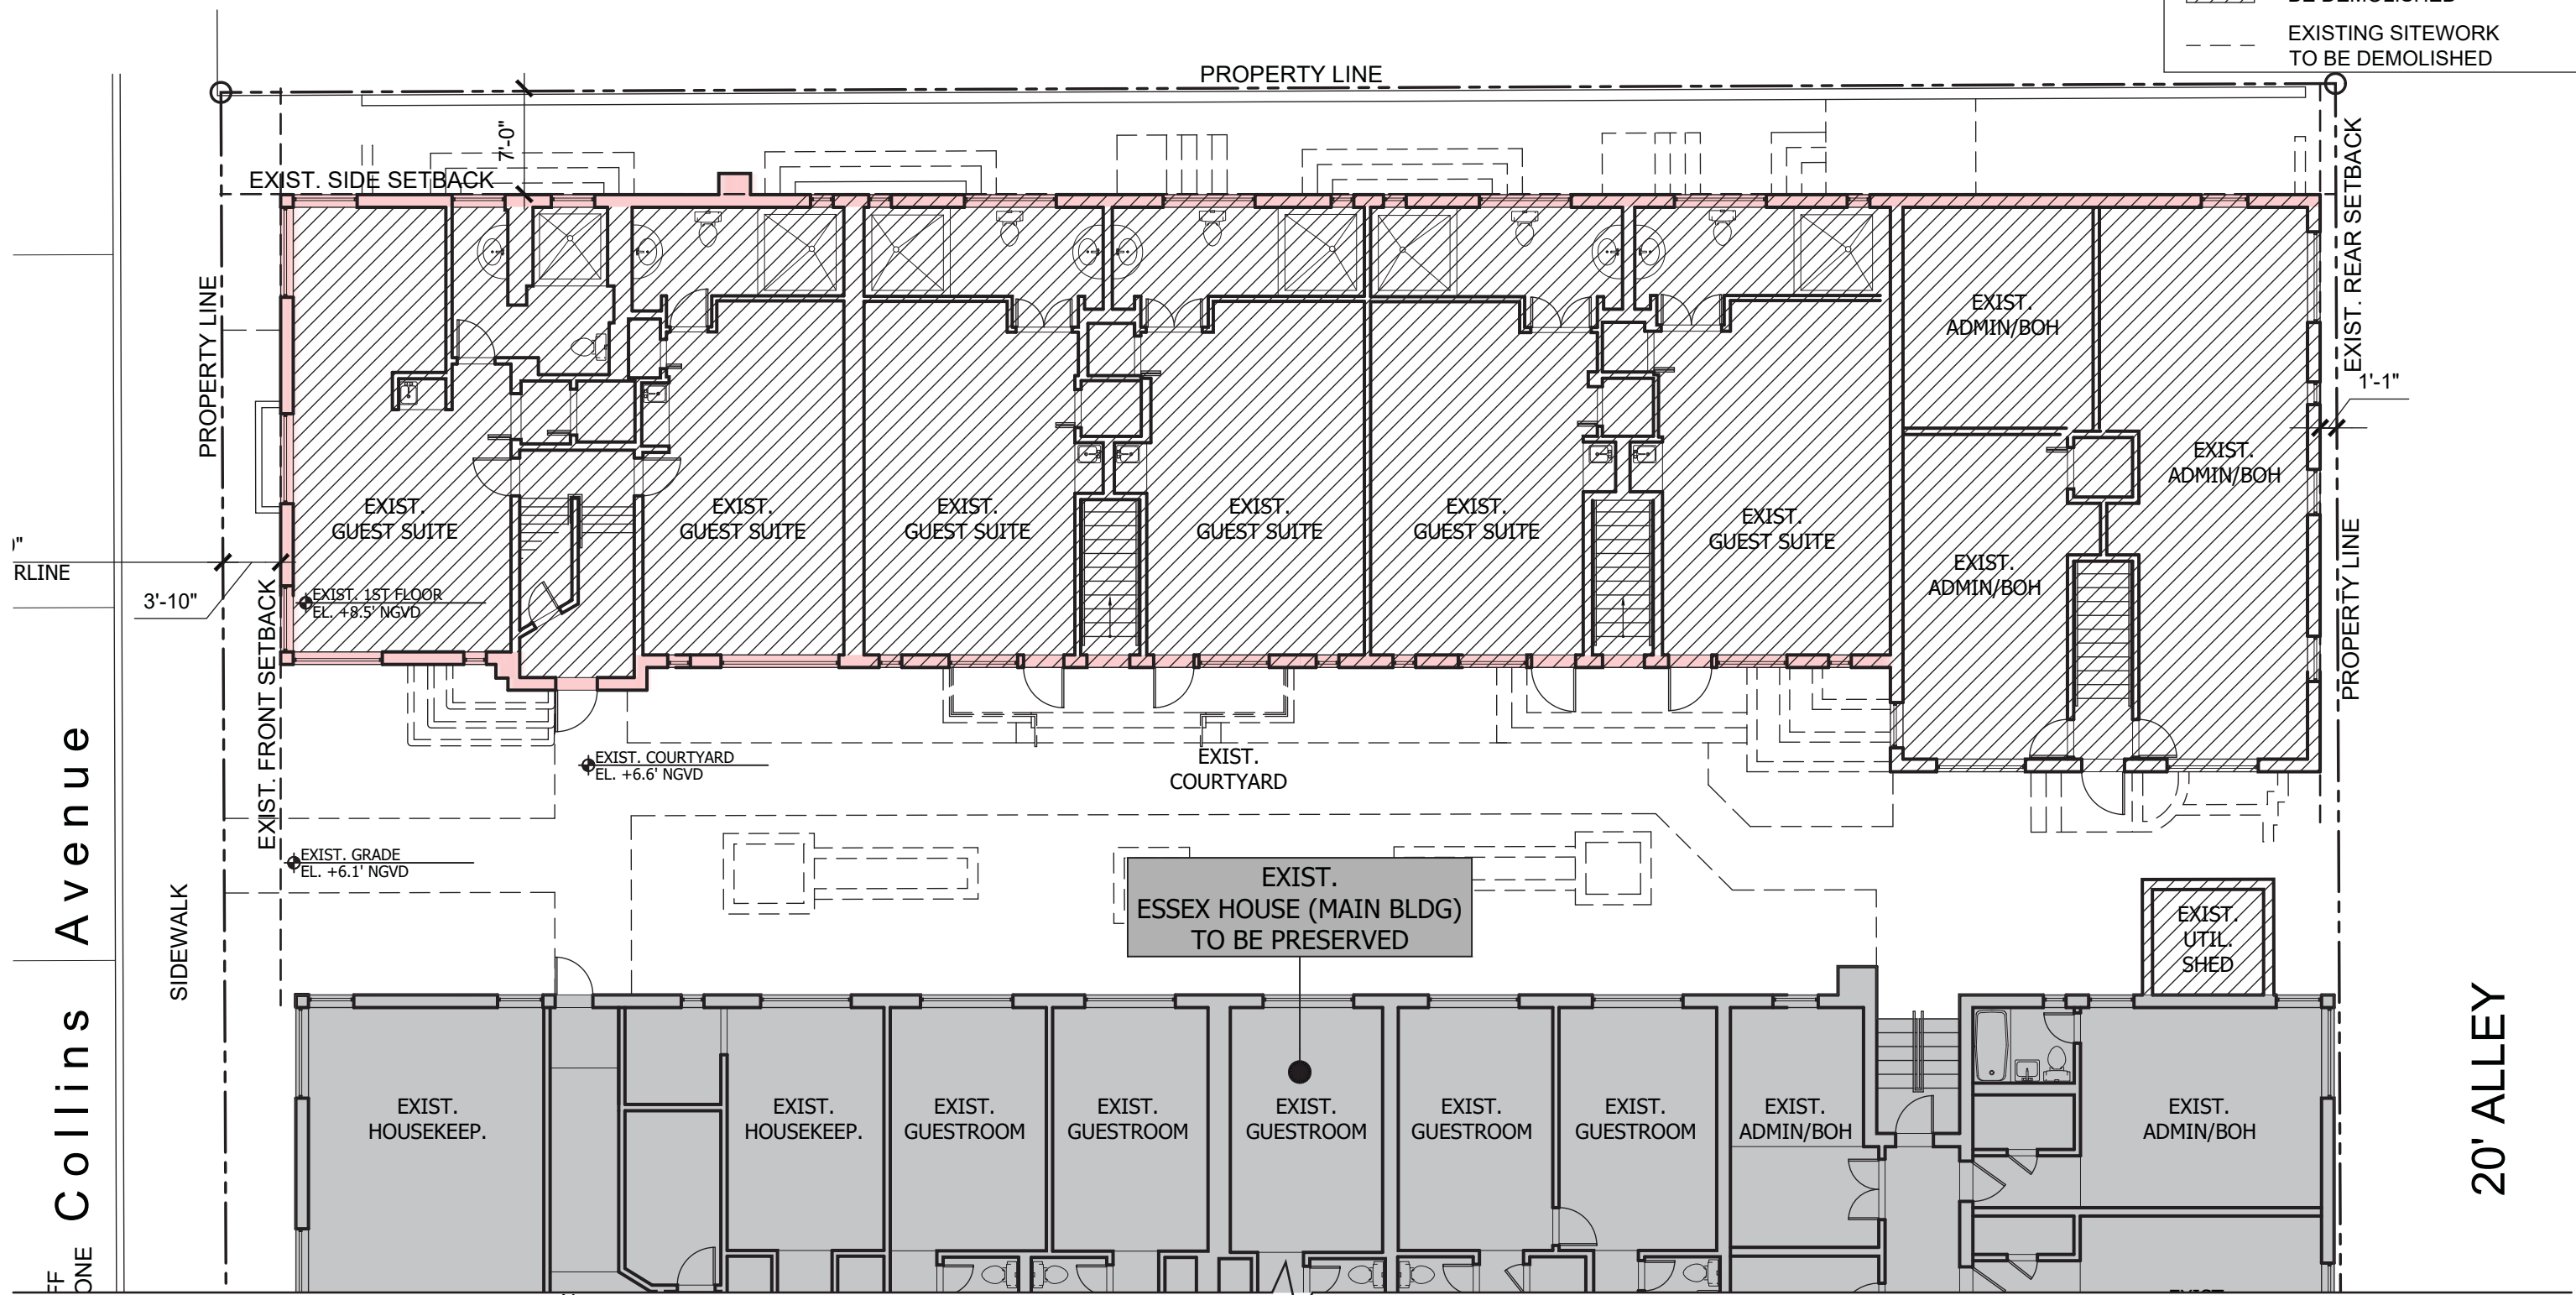 BE DEMOLISHED
EXISTING SITEWORK
TO BE DEMOLISHED
PROPERTY LINE
7'-0"
EXIST. SIDE SETBACK
EXIST. REAR SETBACK
PROPERTY LINE
1'-1"
EXIST.
ADMIN/BOH
EXIST.
ADMIN/BOH
EXIST.
GUEST SUITE
EXIST.
GUEST SUITE
EXIST.
GUEST SUITE
EXIST.
GUEST SUITE
EXIST.
GUEST SUITE
EXIST.
GUEST SUITE
EXIST.
ADMIN/BOH
RLINE
3'-10"
EXIST. 1ST FLOOR
EL. +8.5' NGVD
EXIST. FRONT SETBACK
PROPERTY LINE
EXIST. COURTYARD
EL. +6.6' NGVD
EXIST.
COURTYARD
EXIST. GRADE
EL. +6.1' NGVD
SIDEWALK
Collins Avenue
EXIST.
ESSEX HOUSE (MAIN BLDG)
TO BE PRESERVED
EXIST.
UTIL.
SHED
20' ALLEY
EXIST.
HOUSEKEEP.
EXIST.
HOUSEKEEP.
EXIST.
GUESTROOM
EXIST.
GUESTROOM
EXIST.
GUESTROOM
EXIST.
GUESTROOM
EXIST.
GUESTROOM
EXIST.
ADMIN/BOH
EXIST.
ADMIN/BOH
FF
ONE